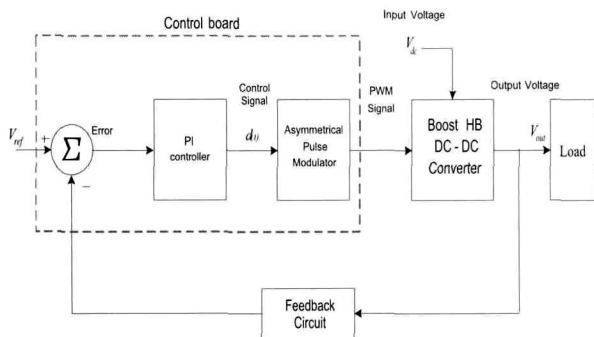 Control board
Input Voltage
V_dc
Control
Signal
PWM
Signal
Output Voltage
V_ref
+
Σ
−
Error
PI
controller
Asymmetrical
Pulse
Modulator
Boost HB
DC - DC
Converter
V_out
Load
Feedback
Circuit